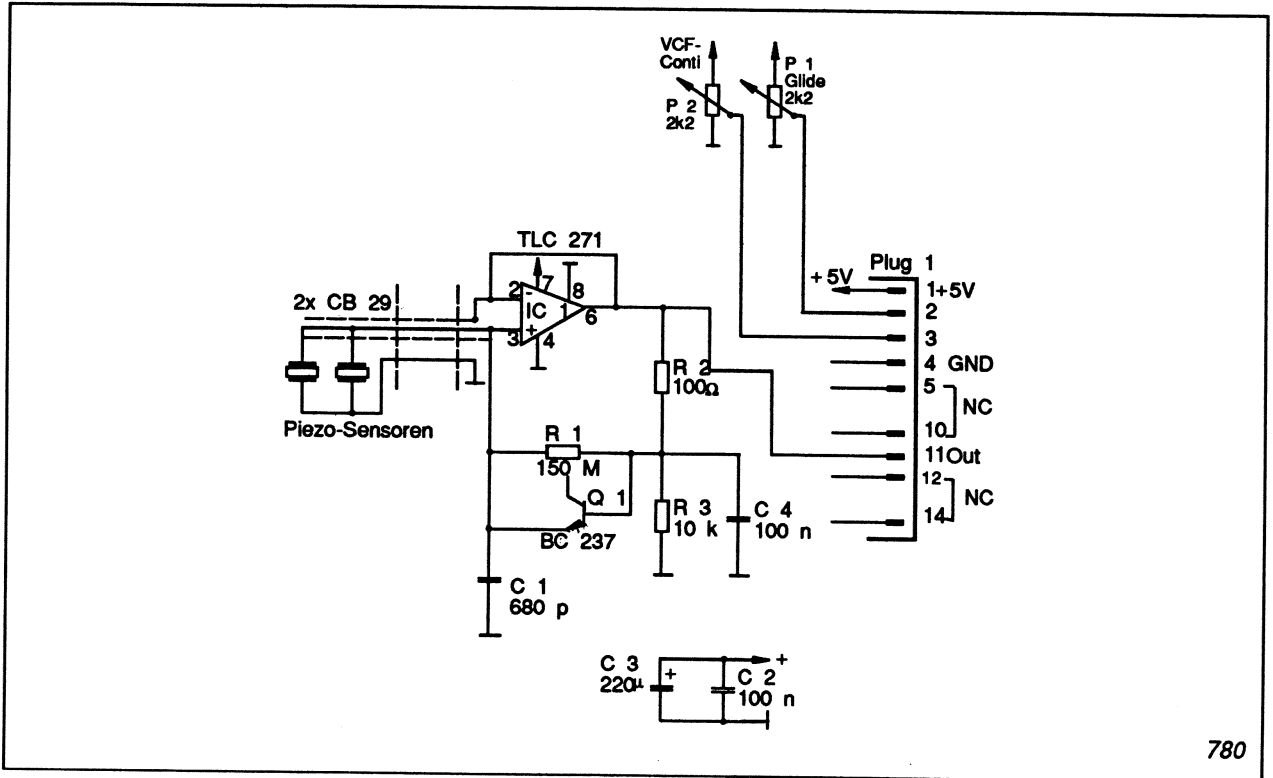 VCF-
Conti
P 2
2k2
P 1
Glide
2k2
TLC 271
2
-
7
8
IC
1
6
3
+
4
2x CB 29
Piezo-Sensoren
Plug 1
+5V
1+5V
2
3
4 GND
5
NC
10
11Out
12
NC
14
R 2
100Ω
R 1
150 M
Q 1
BC 237
R 3
10 k
C 4
100 n
C 1
680 p
C 3
220µ
+
+
C 2
100 n
780